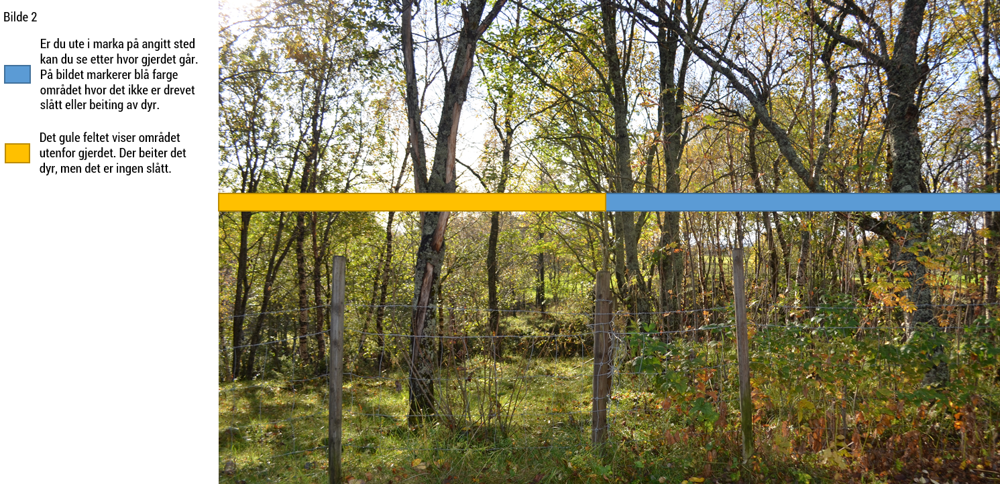 Bilde 2
Er du ute i marka på angitt sted
kan du se etter hvor gjerdet går.
På bildet markerer blå farge
området hvor det ikke er drevet
slått eller beiting av dyr.
Det gule feltet viser området
utenfor gjerdet. Der beiter det
dyr, men det er ingen slått.